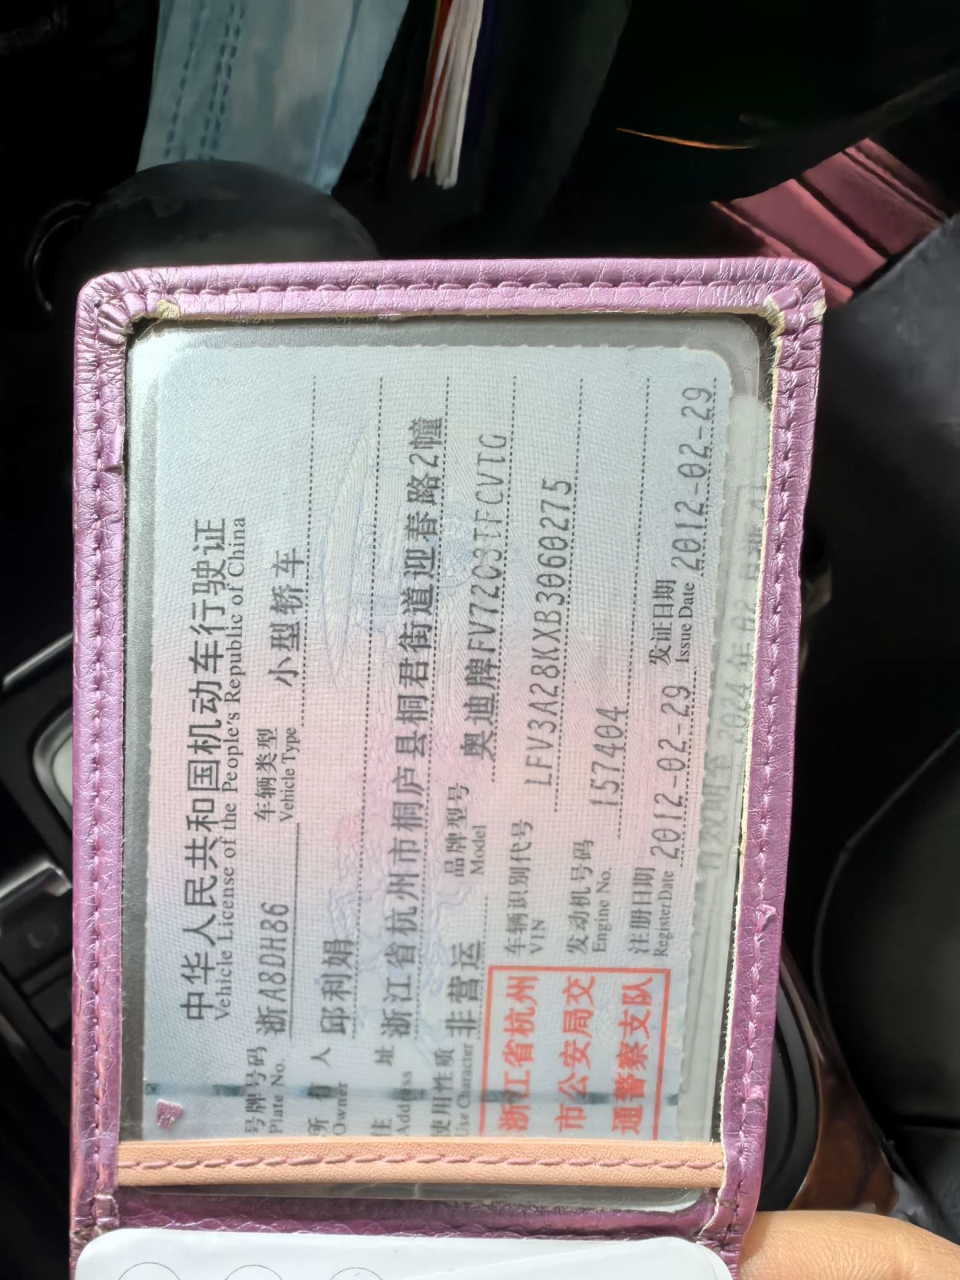 中华人民共和国机动车行驶证
Vehicle License of the People's Republic of China
号牌号码 浙A8DH86 车辆类型 小型轿车
Plate No. Vehicle Type
所有人 邱利娟
Owner
住址 浙江省杭州市桐庐县桐君街道迎春路2幢
Address
使用性质 非营运 品牌型号 奥迪牌FV7203TFCVTG
Use Character Model
浙江省杭州
市公安局交
通警察支队
车辆识别代号 LFV3A28KXB3060275
VIN
发动机号码 157404
Engine No.
注册日期 2012-02-29 发证日期 2012-02-29
Register Date Issue Date
2024年02